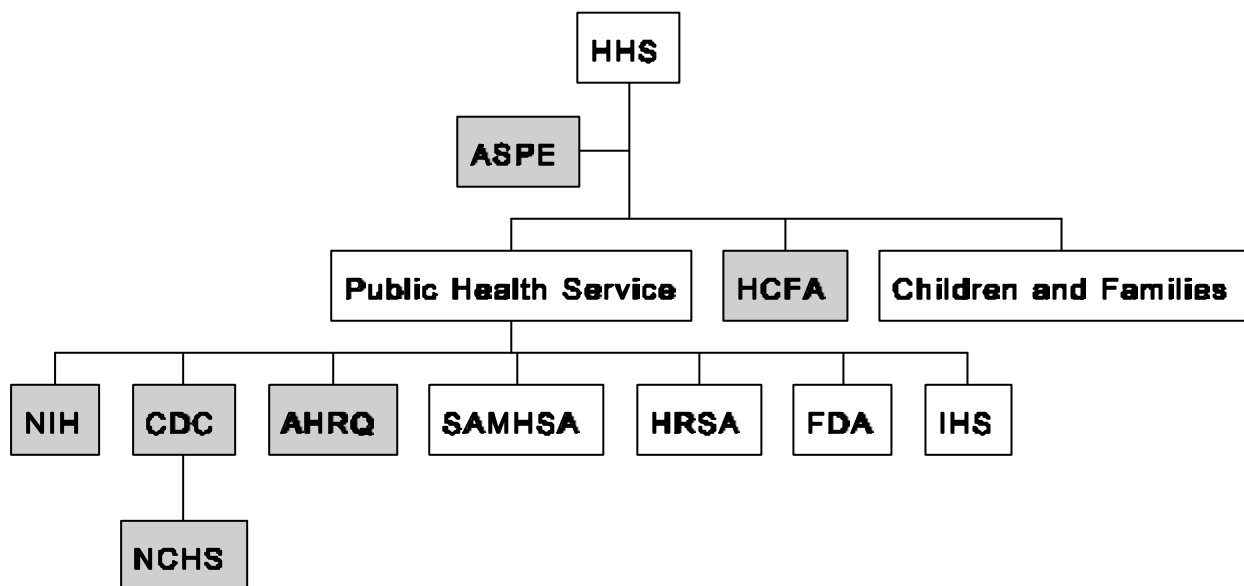 HHS
ASPE
Public Health Service
HCFA
Children and Families
NIH
CDC
AHRQ
SAMHSA
HRSA
FDA
IHS
NCHS